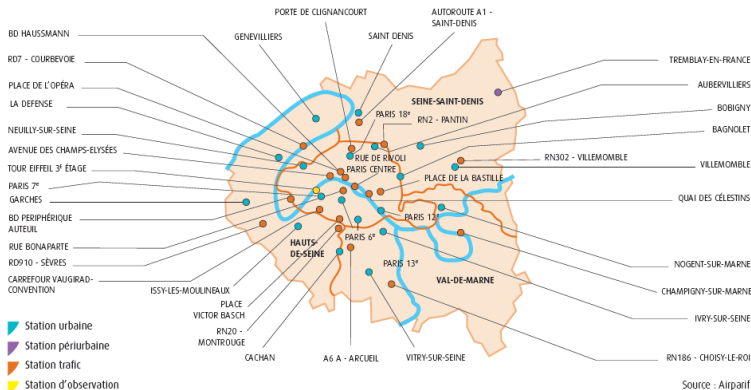 PORTE DE CLIGNANCOURT
AUTOROUTE A1 -
SAINT-DENIS
GENEVILLIERS
SAINT DENIS
BD HAUSSMANN
RD7 - COURBEVOIE
PLACE DE L'OPÉRA
LA DEFENSE
NEUILLY-SUR-SEINE
AVENUE DES CHAMPS-ELYSÉES
TOUR EIFFEL 3E ÉTAGE
PARIS 7e
GARCHES
BD PERIPHÉRIQUE
AUTEUIL
RUE BONAPARTE
RD910 - SÈVRES
CARREFOUR VAUGIRAD-
CONVENTION
ISSY-LES-MOULINEAUX
PLACE
VICTOR BASCH
RN20 -
MONTROUGE
CACHAN
A6 A - ARCUEIL
VITRY-SUR-SEINE
SEINE-SAINT-DENIS
PARIS 18e
RN2 - PANTIN
RUE DE RIVOLI
PARIS CENTRE
PLACE DE LA BASTILLE
PARIS 12e
PARIS 6e
HAUTS-
DE-SEINE
PARIS 13e
VAL-DE-MARNE
TREMBLAY-EN-FRANCE
AUBERVILLIERS
BOBIGNY
BAGNOLET
RN302 - VILLEMOMBLE
VILLEMOMBLE
QUAI DES CÉLESTINS
NOGENT-SUR-MARNE
CHAMPIGNY-SUR-MARNE
IVRY-SUR-SEINE
RN186 - CHOISY-LE-ROI
Station urbaine
Station périurbaine
Station trafic
Station d'observation
Source : Airparif